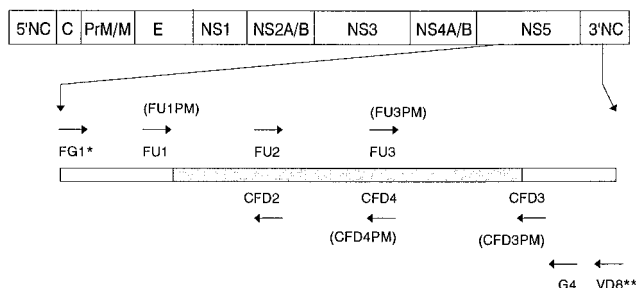 5'NC C PrM/M E NS1 NS2A/B NS3 NS4A/B NS5 3'NC
(FU1PM) (FU3PM)
FG1* FU1 FU2 FU3
CFD2 CFD4 CFD3
(CFD4PM) (CFD3PM)
G4 VD8**